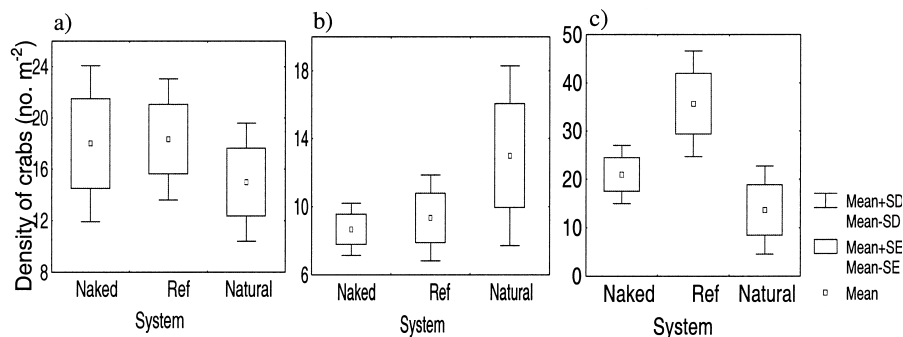 a)
b)
c)
Density of crabs (no. m-2)
24
20
16
12
8
Naked
Ref
Natural
System
18
14
10
6
Naked
Ref
Natural
System
50
40
30
20
10
0
Naked
Ref
Natural
System
Mean+SD
Mean-SD
Mean+SE
Mean-SE
Mean